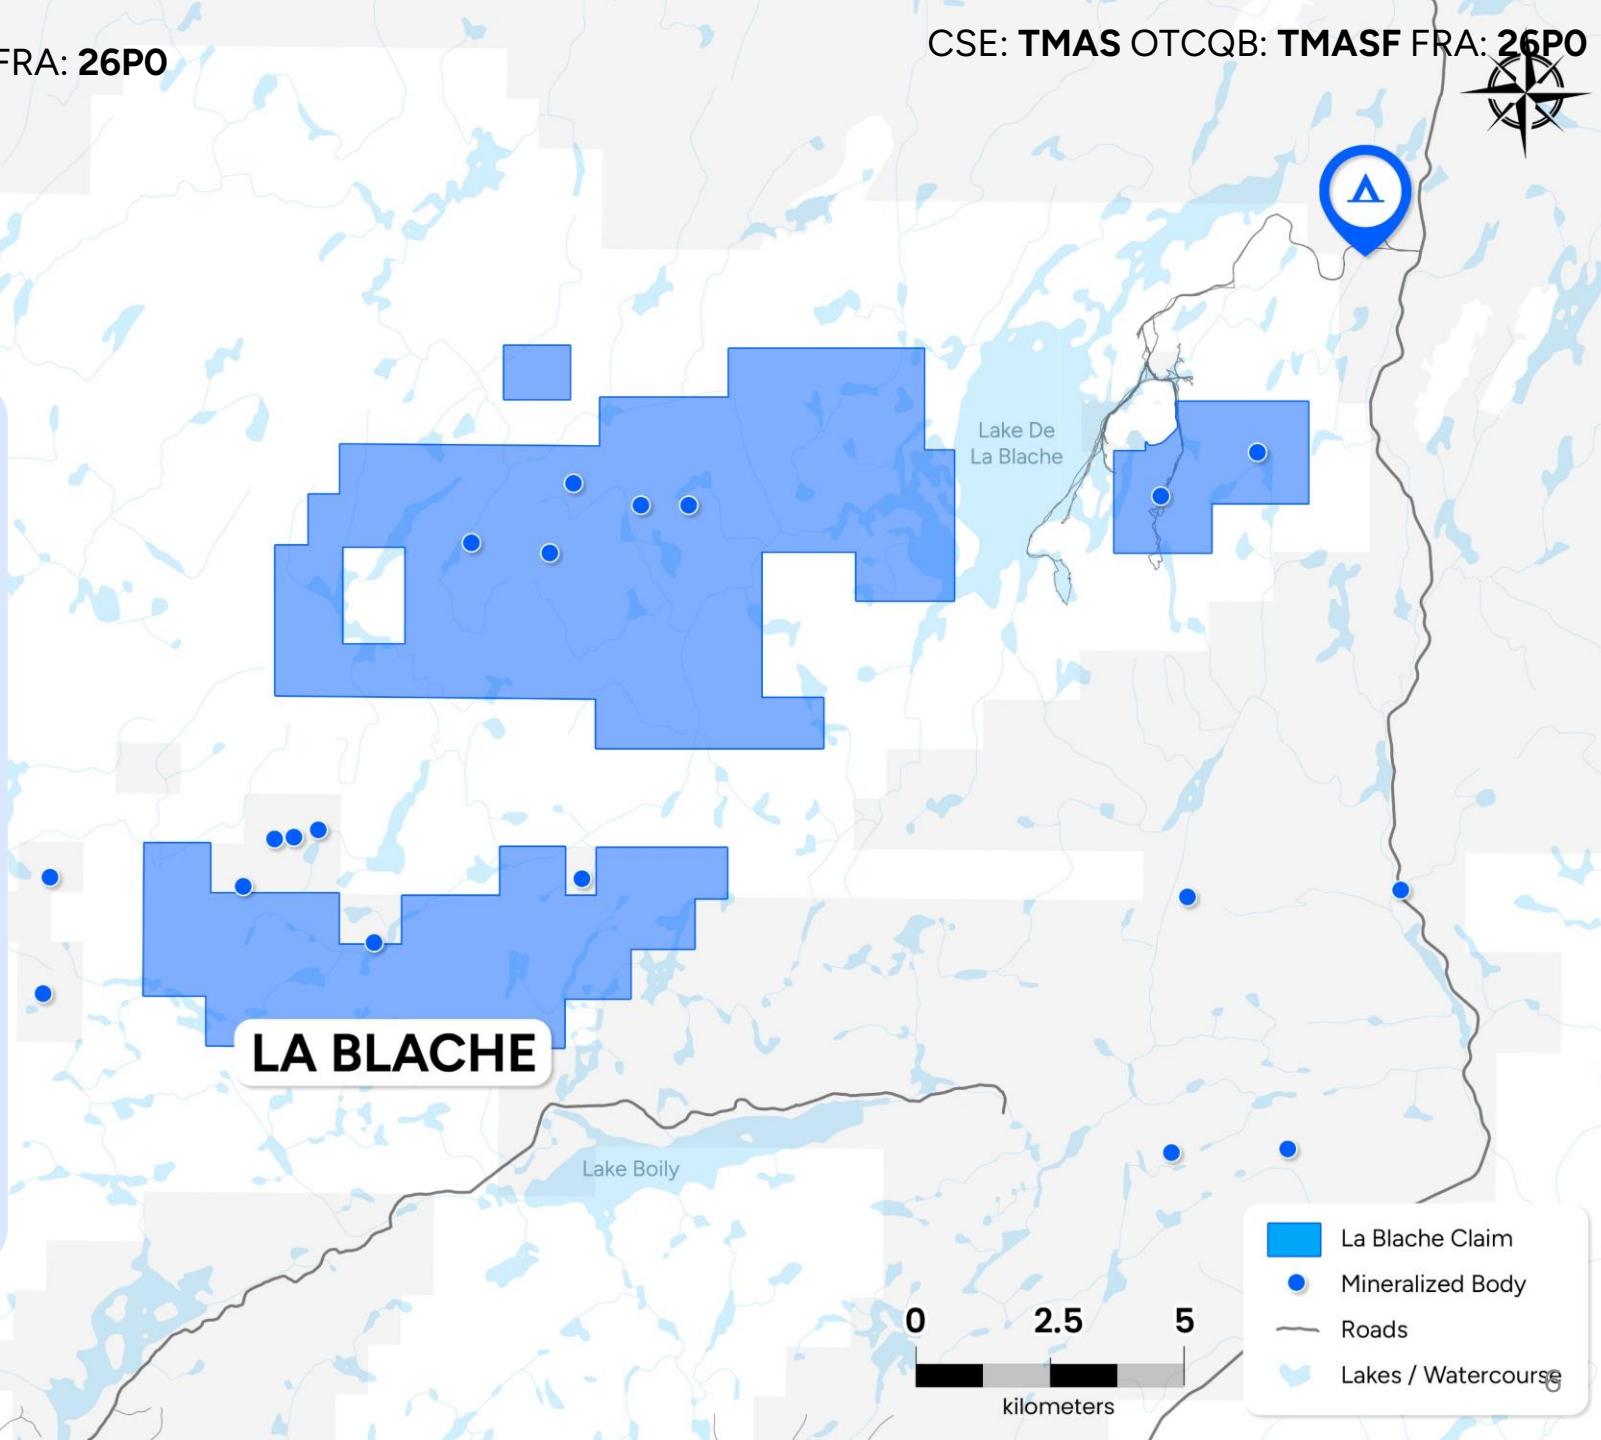 FRA: 26P0
CSE: TMAS OTCQB: TMASF FRA: 26P0
Lake De
La Blache
LA BLACHE
Lake Boily
La Blache Claim
Mineralized Body
Roads
Lakes / Watercourse
6
0 2.5 5
kilometers